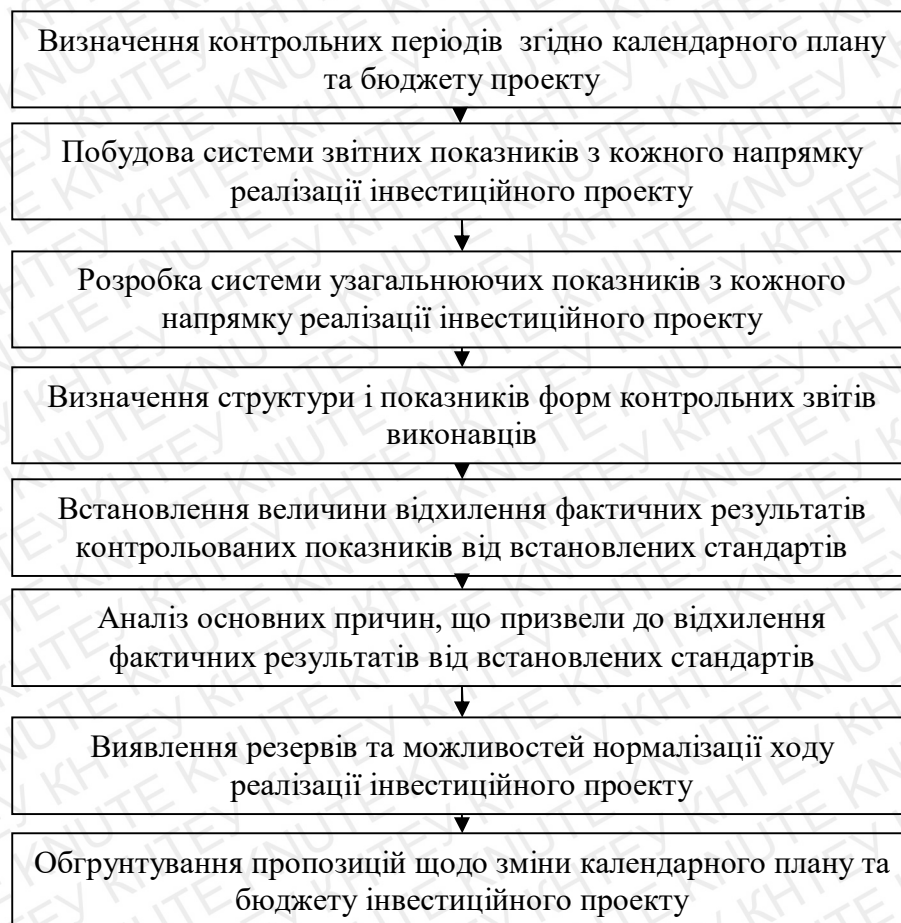 Визначення контрольних періодів згідно календарного плану
та бюджету проекту
Побудова системи звітних показників з кожного напрямку
реалізації інвестиційного проекту
Розробка системи узагальнюючих показників з кожного
напрямку реалізації інвестиційного проекту
Визначення структури і показників форм контрольних звітів
виконавців
Встановлення величини відхилення фактичних результатів
контрольованих показників від встановлених стандартів
Аналіз основних причин, що призвели до відхилення
фактичних результатів від встановлених стандартів
Виявлення резервів та можливостей нормалізації ходу
реалізації інвестиційного проекту
Обгрунтування пропозицій щодо зміни календарного плану та
бюджету інвестиційного проекту